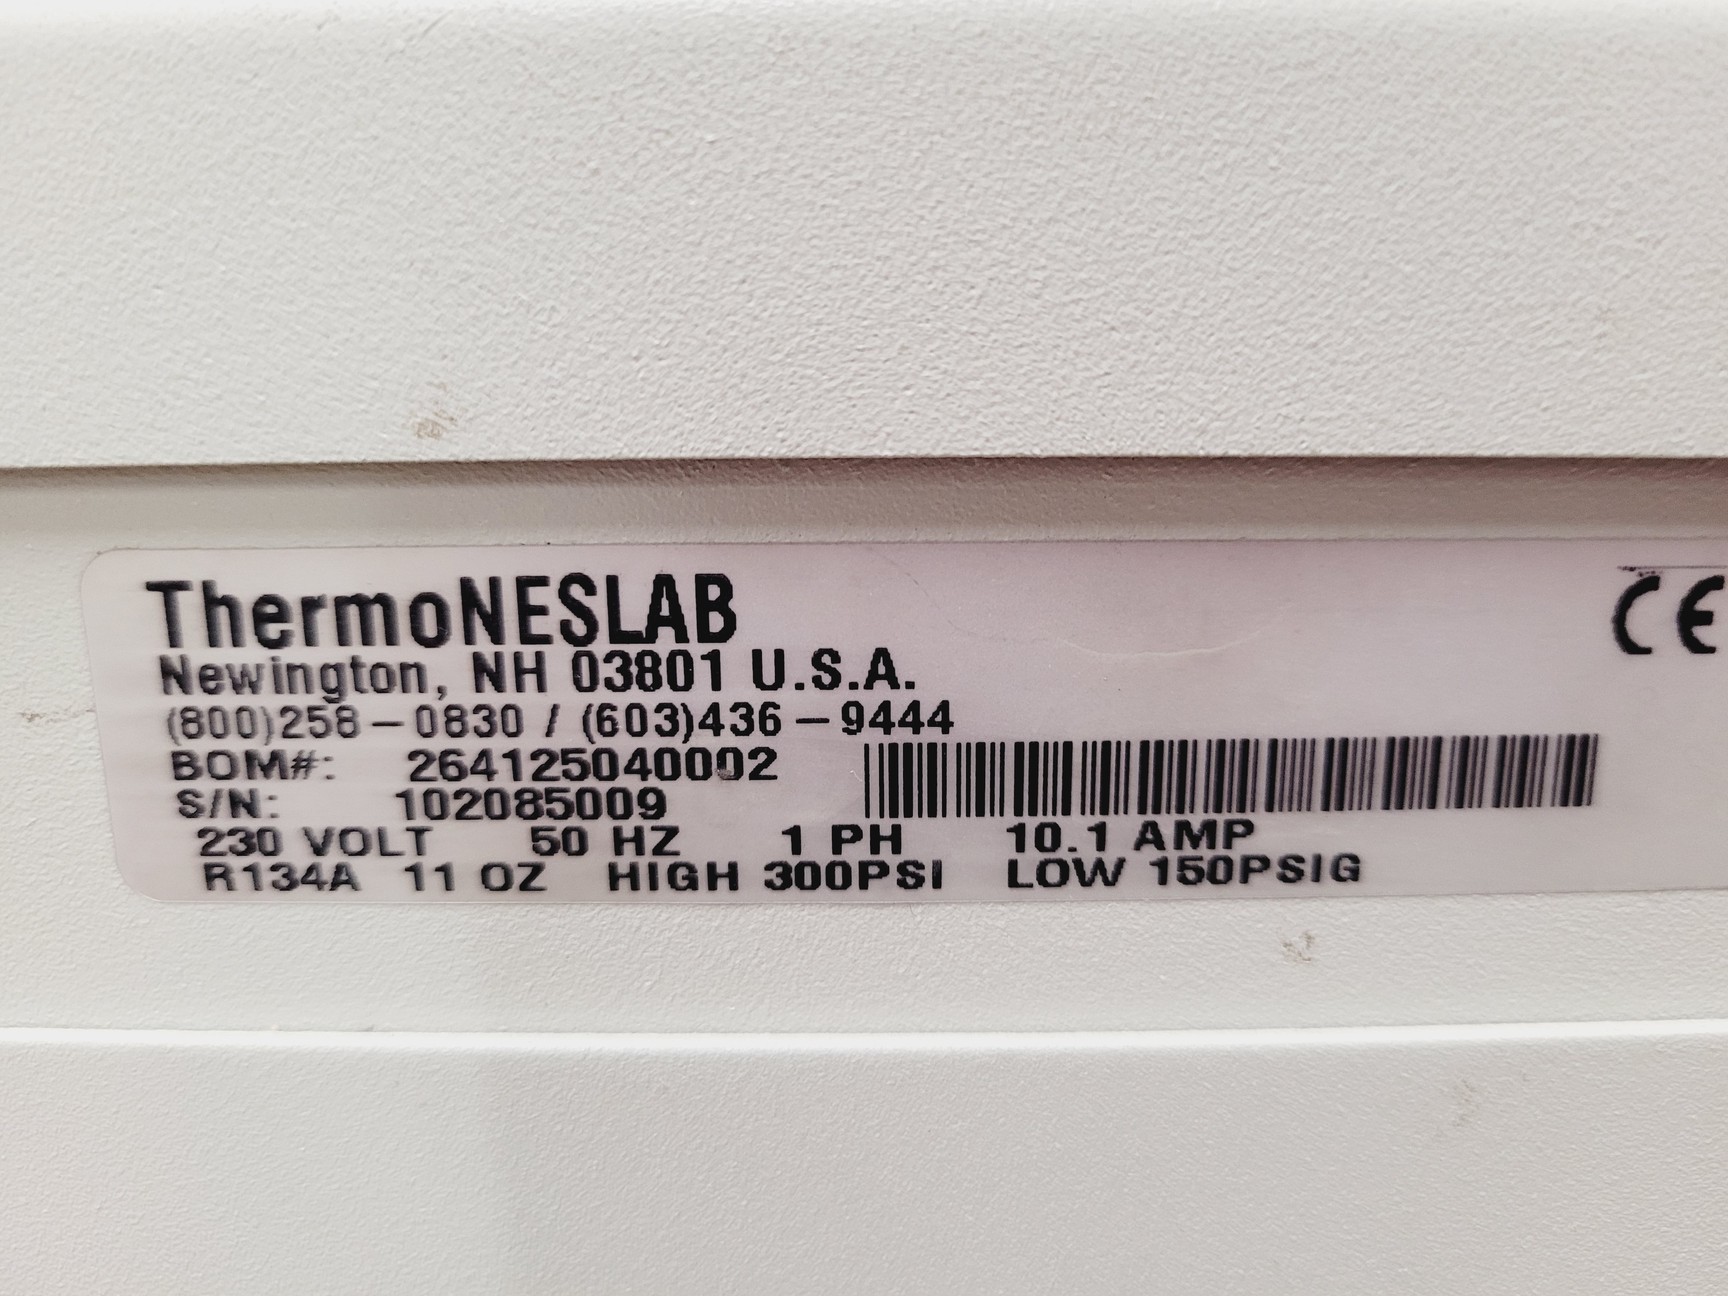 ThermoNESLAB
CE
Newington, NH 03801 U.S.A.
(800)258-0830 / (603)436-9444
BOM#: 264125040002
S/N: 102085009
230 VOLT 50 HZ 1 PH 10.1 AMP
R134A 11 OZ HIGH 300PSI LOW 150PSIG